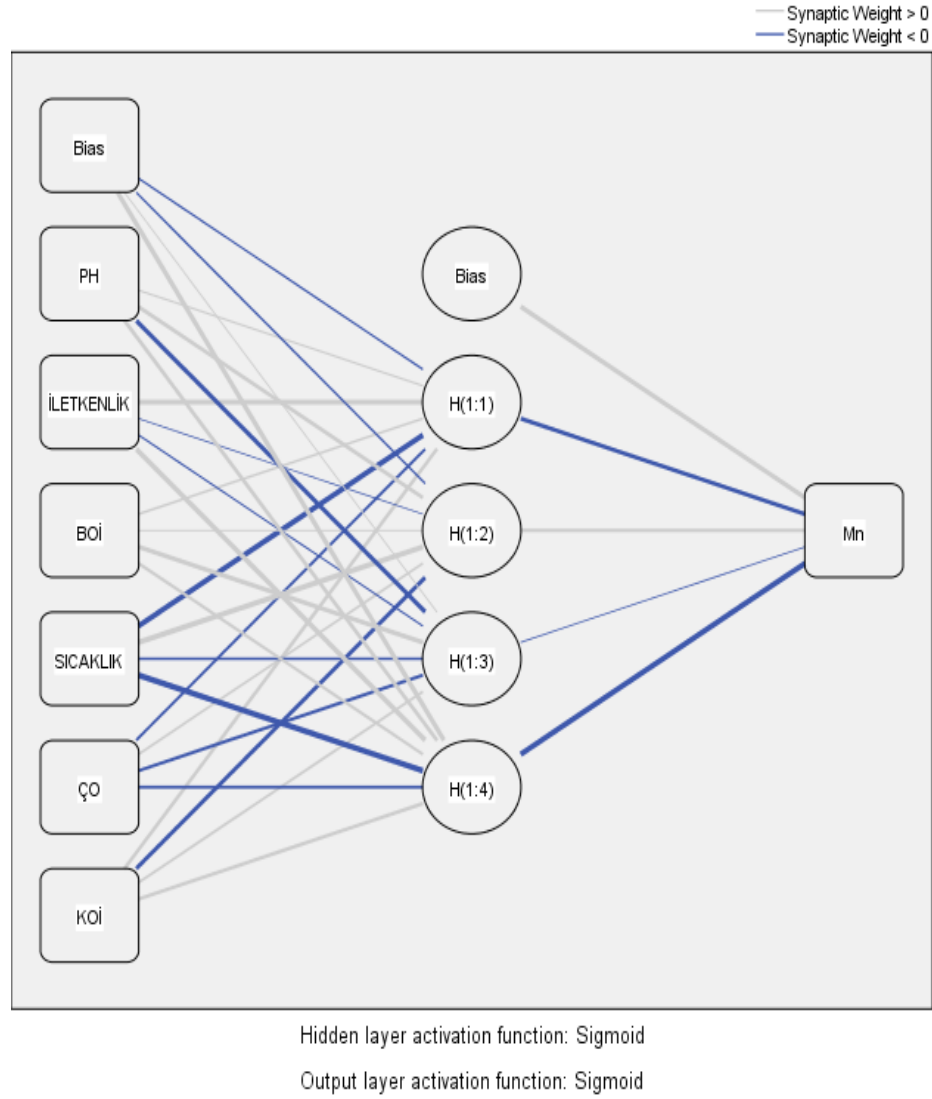 Synaptic Weight > 0
Synaptic Weight < 0
Bias
PH
İLETKENLİK
BOİ
SICAKLIK
ÇO
KOİ
Bias
H(1:1)
H(1:2)
H(1:3)
H(1:4)
Mn
Hidden layer activation function: Sigmoid
Output layer activation function: Sigmoid